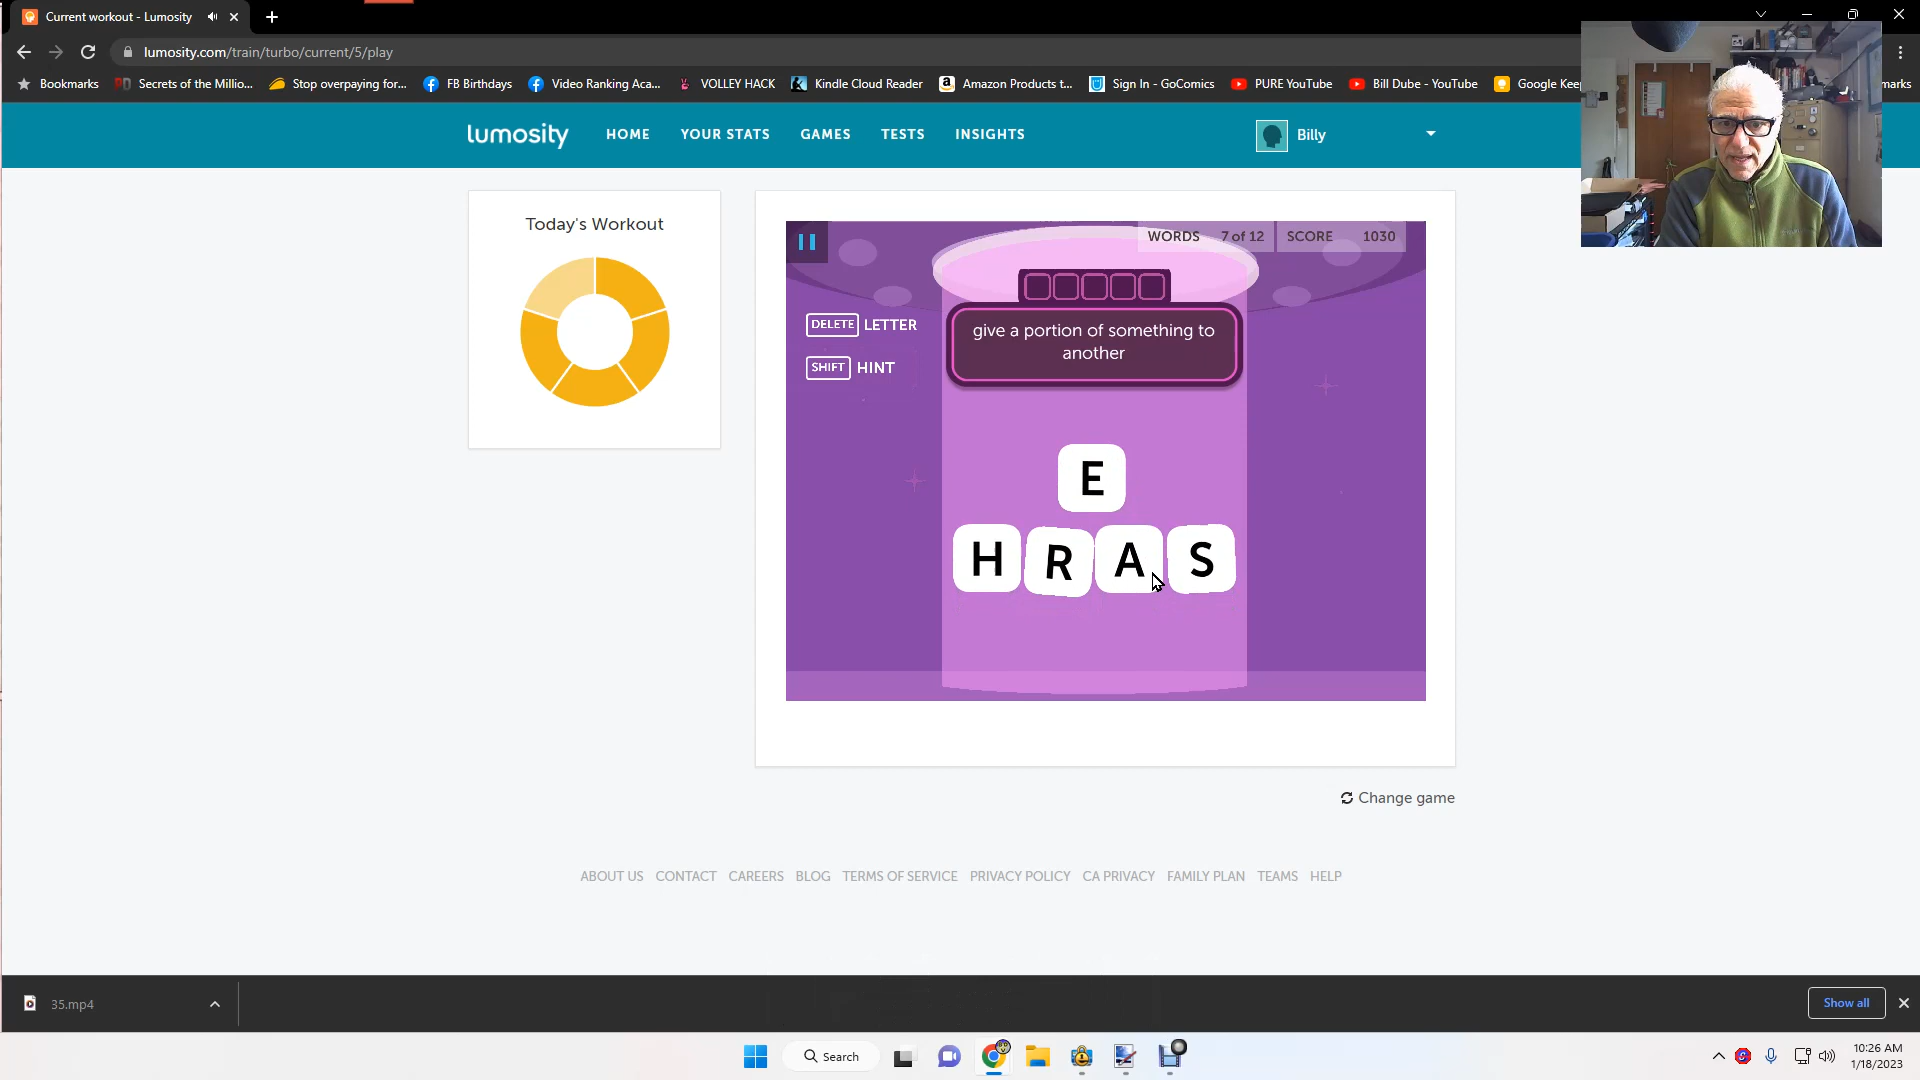 Current workout - Lumosity
lumosity.com/train/turbo/current/5/play
Bookmarks Secrets of the Millio... Stop overpaying for... FB Birthdays Video Ranking Aca... VOLLEY HACK Kindle Cloud Reader Amazon Products t... Sign In - GoComics PURE YouTube Bill Dube - YouTube Google Kee marks
lumosity HOME YOUR STATS GAMES TESTS INSIGHTS Billy
Today's Workout
WORDS 7 of 12 SCORE 1030
DELETE LETTER
SHIFT HINT
give a portion of something to
another
E
H R A S
Change game
ABOUT US CONTACT CAREERS BLOG TERMS OF SERVICE PRIVACY POLICY CA PRIVACY FAMILY PLAN TEAMS HELP
35.mp4 Show all
Search
10:26 AM
1/18/2023